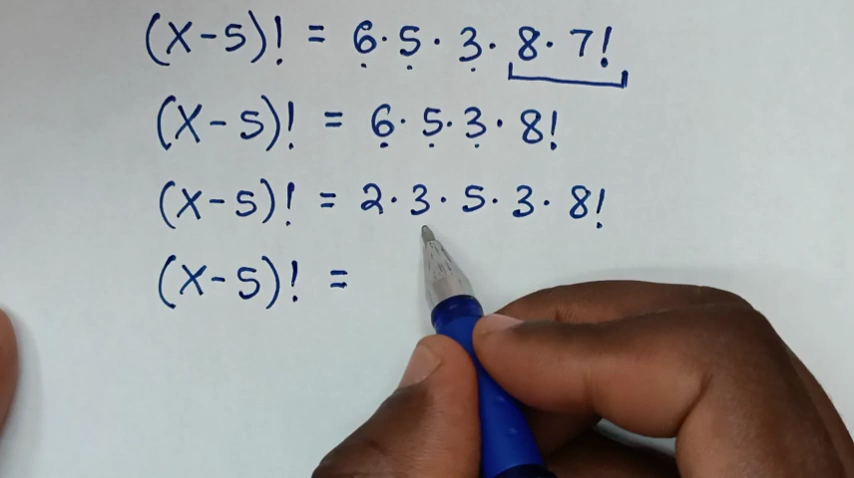 (x-5)! = 6·5·3·8·7!
(x-5)! = 6·5·3·8!
(x-5)! = 2·3·5·3·8!
(x-5)! =